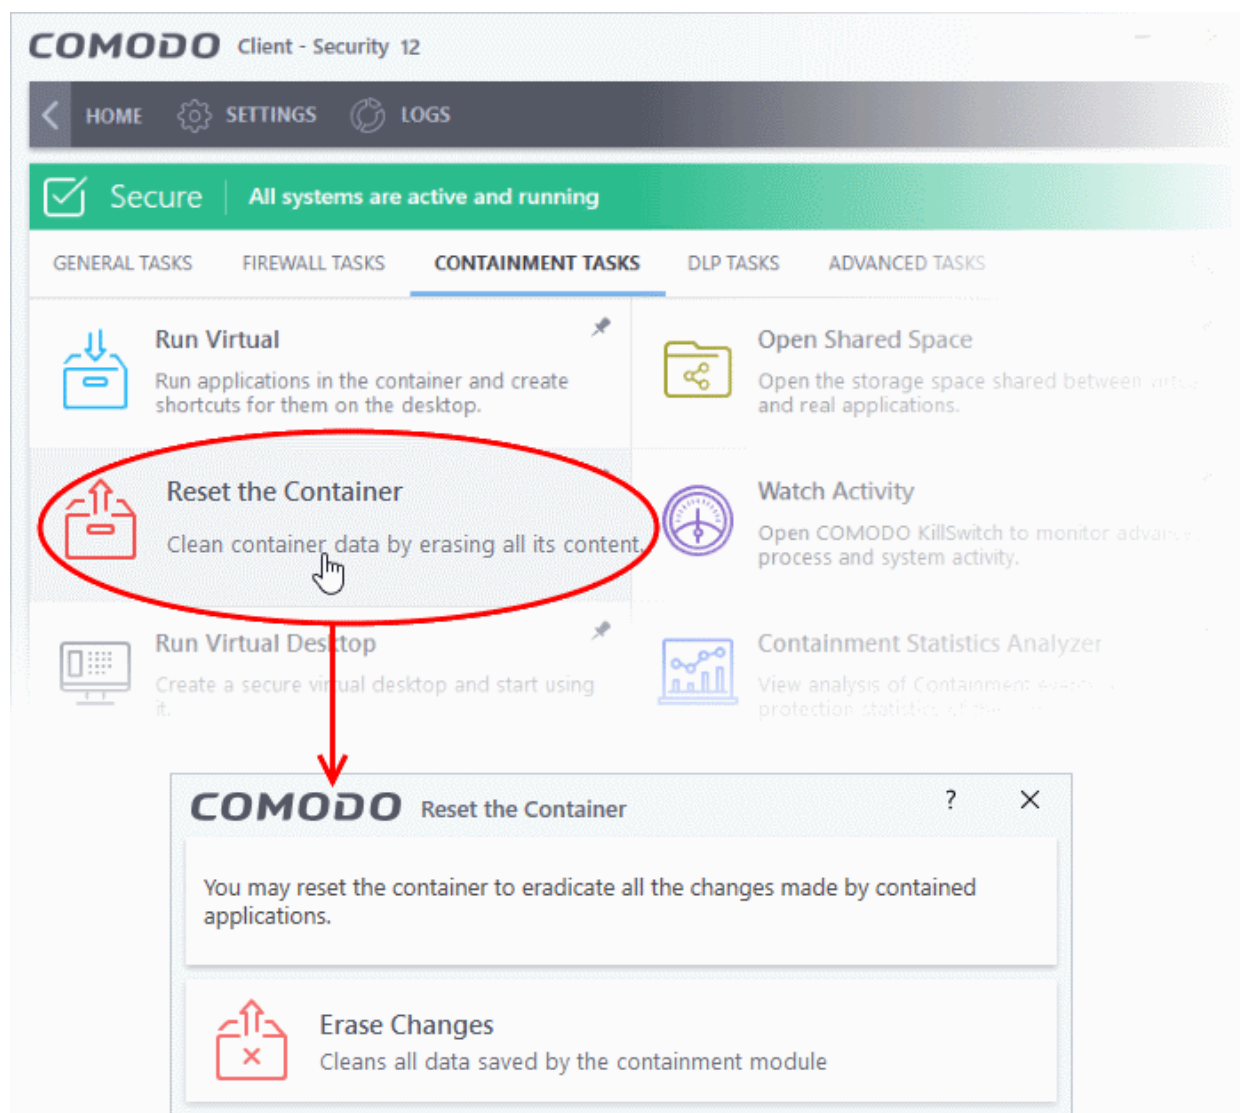 COMODO Client - Security 12
HOME SETTINGS LOGS
Secure All systems are active and running
GENERAL TASKS FIREWALL TASKS CONTAINMENT TASKS DLP TASKS ADVANCED TASKS
Run Virtual
Run applications in the container and create
shortcuts for them on the desktop.
Open Shared Space
Open the storage space shared between
and real applications.
Reset the Container
Clean container data by erasing all its content.
Watch Activity
Open COMODO KillSwitch to monitor
process and system activity.
Run Virtual Desktop
Create a secure virtual desktop and start using
it.
Containment Statistics Analyzer
View analysis of Containment
protection statistics of
COMODO Reset the Container ?
You may reset the container to eradicate all the changes made by contained
applications.
Erase Changes
Cleans all data saved by the containment module